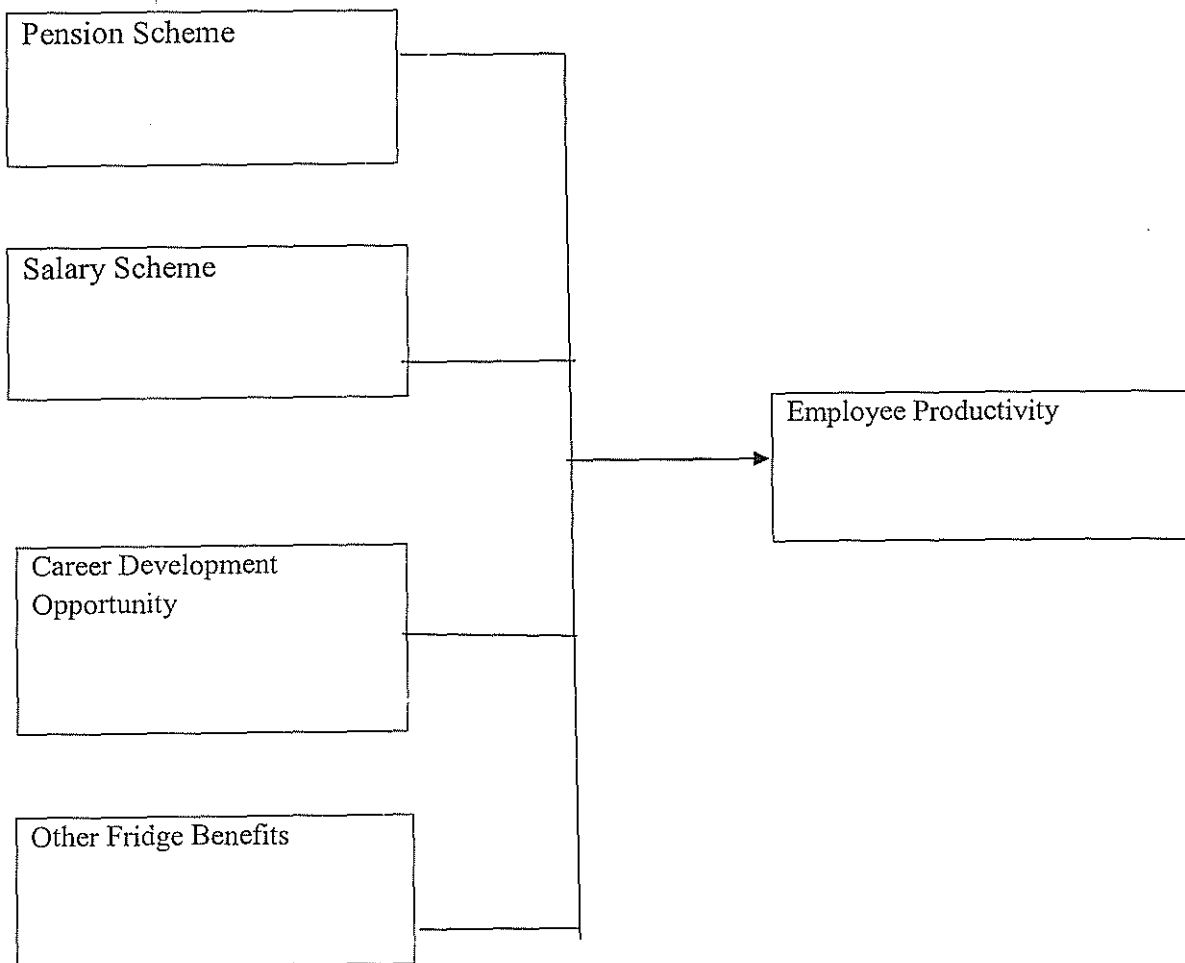 Pension Scheme
Salary Scheme
Employee Productivity
Career Development
Opportunity
Other Fridge Benefits